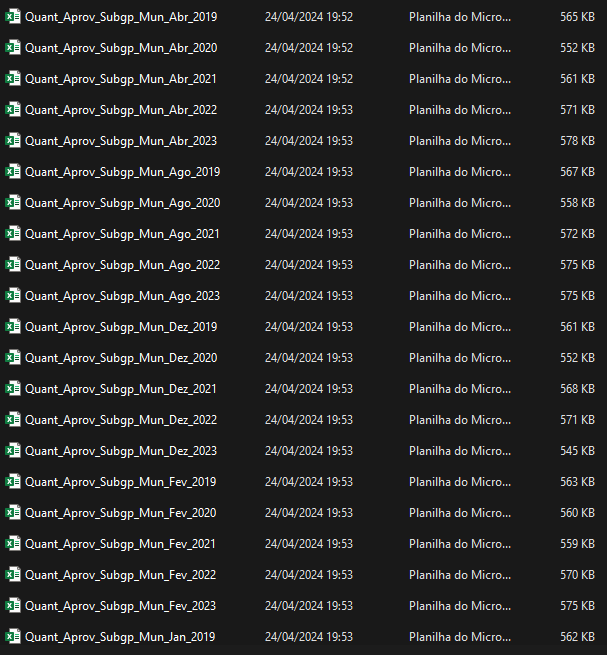 Quant_Aprov_Subgp_Mun_Abr_2019 24/04/2024 19:52 Planilha do Micro... 565 KB
Quant_Aprov_Subgp_Mun_Abr_2020 24/04/2024 19:52 Planilha do Micro... 552 KB
Quant_Aprov_Subgp_Mun_Abr_2021 24/04/2024 19:52 Planilha do Micro... 561 KB
Quant_Aprov_Subgp_Mun_Abr_2022 24/04/2024 19:53 Planilha do Micro... 571 KB
Quant_Aprov_Subgp_Mun_Abr_2023 24/04/2024 19:53 Planilha do Micro... 578 KB
Quant_Aprov_Subgp_Mun_Ago_2019 24/04/2024 19:53 Planilha do Micro... 567 KB
Quant_Aprov_Subgp_Mun_Ago_2020 24/04/2024 19:53 Planilha do Micro... 558 KB
Quant_Aprov_Subgp_Mun_Ago_2021 24/04/2024 19:53 Planilha do Micro... 572 KB
Quant_Aprov_Subgp_Mun_Ago_2022 24/04/2024 19:53 Planilha do Micro... 575 KB
Quant_Aprov_Subgp_Mun_Ago_2023 24/04/2024 19:53 Planilha do Micro... 575 KB
Quant_Aprov_Subgp_Mun_Dez_2019 24/04/2024 19:53 Planilha do Micro... 561 KB
Quant_Aprov_Subgp_Mun_Dez_2020 24/04/2024 19:53 Planilha do Micro... 552 KB
Quant_Aprov_Subgp_Mun_Dez_2021 24/04/2024 19:53 Planilha do Micro... 568 KB
Quant_Aprov_Subgp_Mun_Dez_2022 24/04/2024 19:53 Planilha do Micro... 571 KB
Quant_Aprov_Subgp_Mun_Dez_2023 24/04/2024 19:53 Planilha do Micro... 545 KB
Quant_Aprov_Subgp_Mun_Fev_2019 24/04/2024 19:53 Planilha do Micro... 563 KB
Quant_Aprov_Subgp_Mun_Fev_2020 24/04/2024 19:53 Planilha do Micro... 560 KB
Quant_Aprov_Subgp_Mun_Fev_2021 24/04/2024 19:53 Planilha do Micro... 559 KB
Quant_Aprov_Subgp_Mun_Fev_2022 24/04/2024 19:53 Planilha do Micro... 570 KB
Quant_Aprov_Subgp_Mun_Fev_2023 24/04/2024 19:53 Planilha do Micro... 575 KB
Quant_Aprov_Subgp_Mun_Jan_2019 24/04/2024 19:53 Planilha do Micro... 562 KB